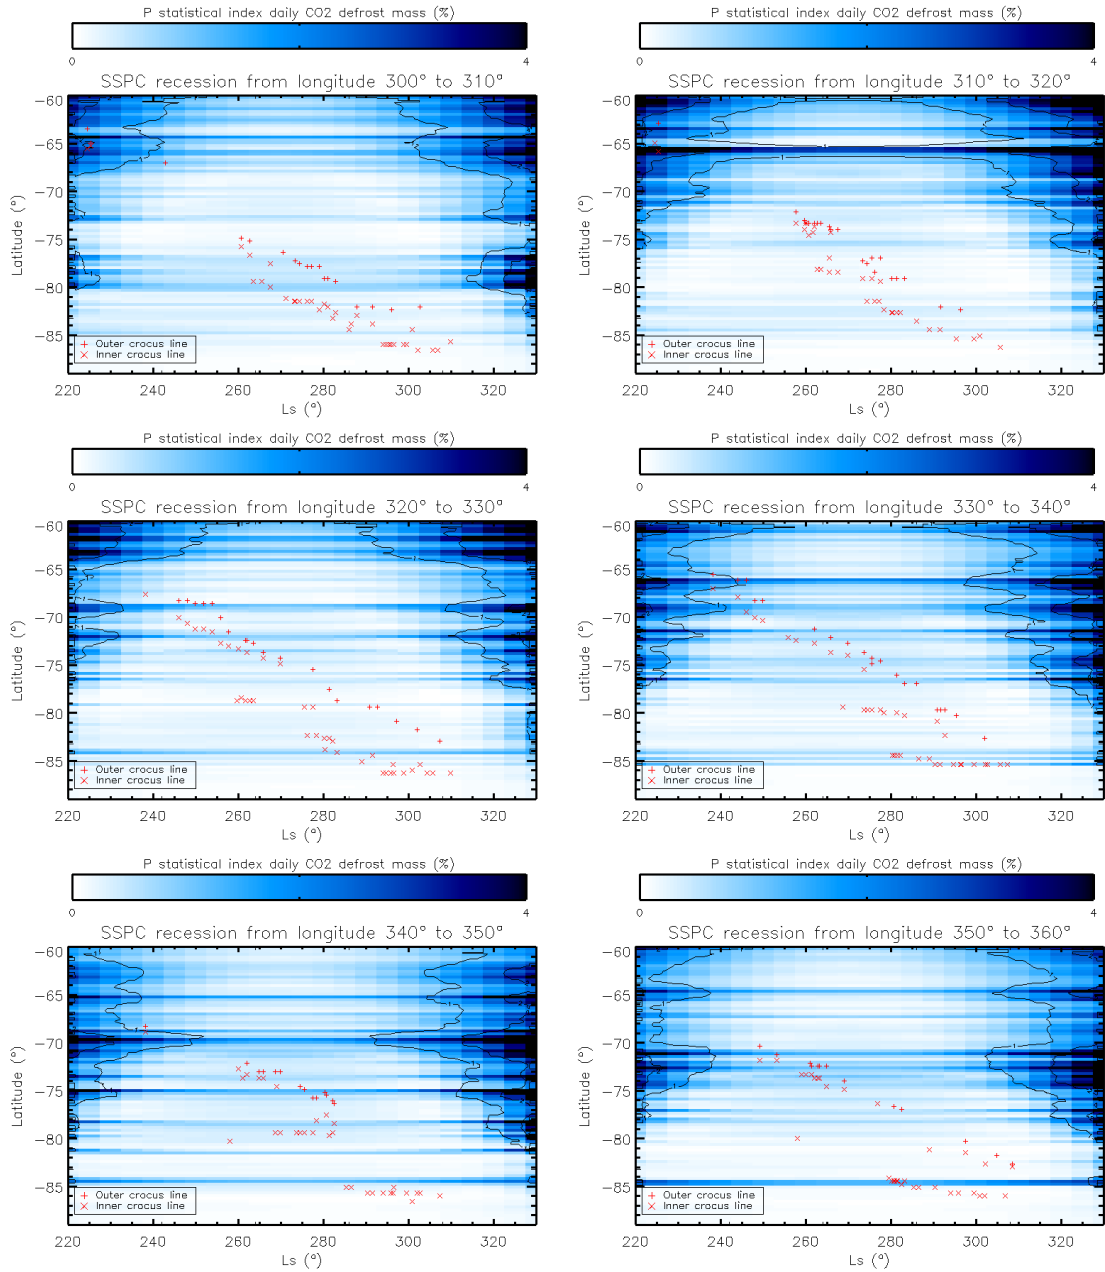 P statistical index daily CO2 defrost mass (%)
0 4
SSPC recession from longitude 300° to 310°
-60
-65
-70
-75
-80
-85
Latitude (°)
+ Outer crocus line
× Inner crocus line
220 240 260 280 300 320
Ls (°)
P statistical index daily CO2 defrost mass (%)
0 4
SSPC recession from longitude 310° to 320°
-60
-65
-70
-75
-80
-85
Latitude (°)
+ Outer crocus line
× Inner crocus line
220 240 260 280 300 320
Ls (°)
P statistical index daily CO2 defrost mass (%)
0 4
SSPC recession from longitude 320° to 330°
-60
-65
-70
-75
-80
-85
Latitude (°)
+ Outer crocus line
× Inner crocus line
220 240 260 280 300 320
Ls (°)
P statistical index daily CO2 defrost mass (%)
0 4
SSPC recession from longitude 330° to 340°
-60
-65
-70
-75
-80
-85
Latitude (°)
+ Outer crocus line
× Inner crocus line
220 240 260 280 300 320
Ls (°)
P statistical index daily CO2 defrost mass (%)
0 4
SSPC recession from longitude 340° to 350°
-60
-65
-70
-75
-80
-85
Latitude (°)
+ Outer crocus line
× Inner crocus line
220 240 260 280 300 320
Ls (°)
P statistical index daily CO2 defrost mass (%)
0 4
SSPC recession from longitude 350° to 360°
-60
-65
-70
-75
-80
-85
Latitude (°)
+ Outer crocus line
× Inner crocus line
220 240 260 280 300 320
Ls (°)